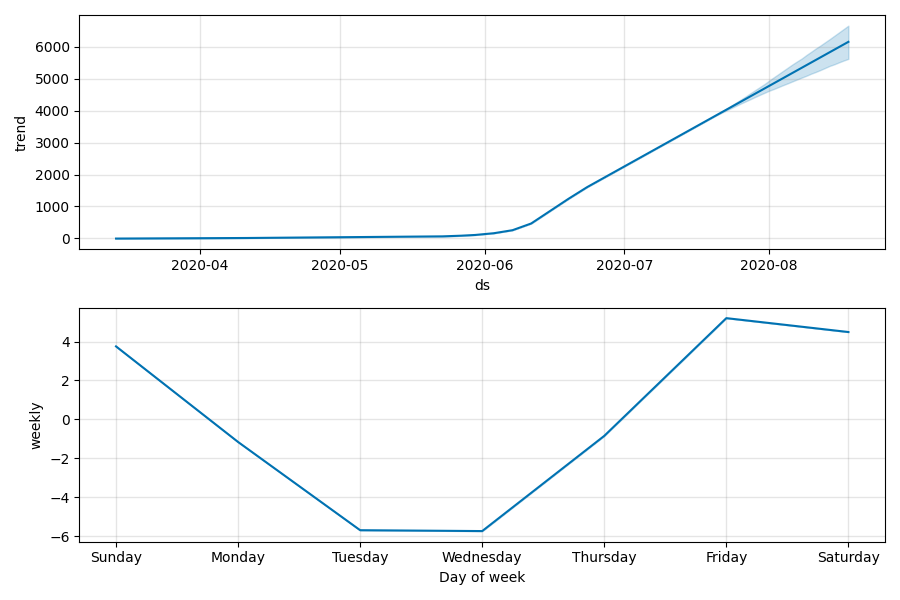 6000
5000
4000
3000
2000
1000
0
trend
2020-04 2020-05 2020-06 2020-07 2020-08
ds
4
2
0
−2
−4
−6
weekly
Sunday Monday Tuesday Wednesday Thursday Friday Saturday
Day of week